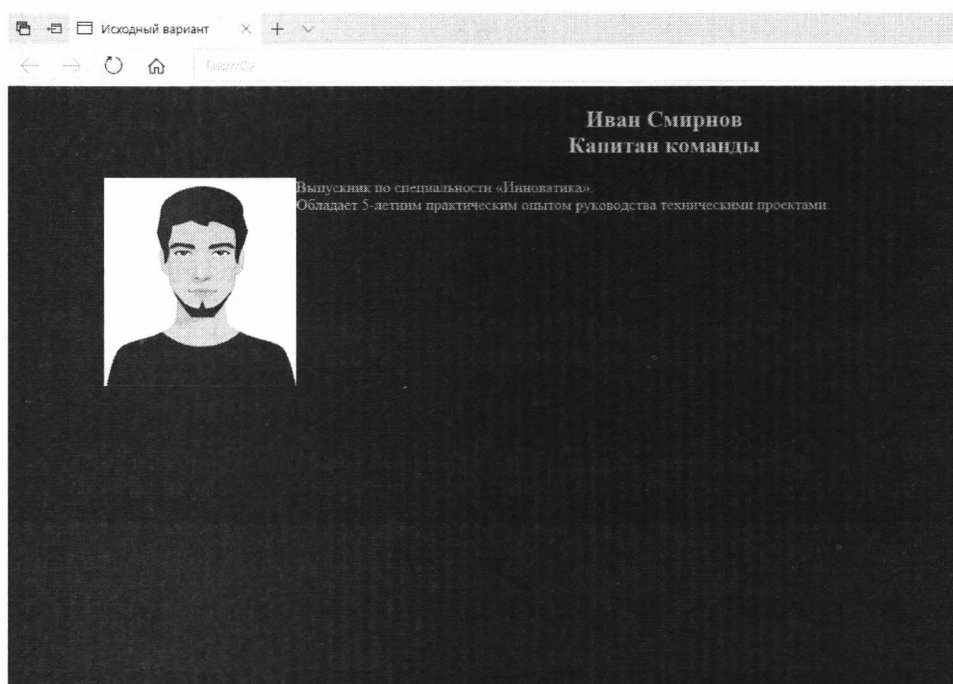 Исходный вариант
Иван Смирнов
Капитан команды
Выпускник по специальности «Инноватика».
Обладает 5-летним практическим опытом руководства техническими проектами.